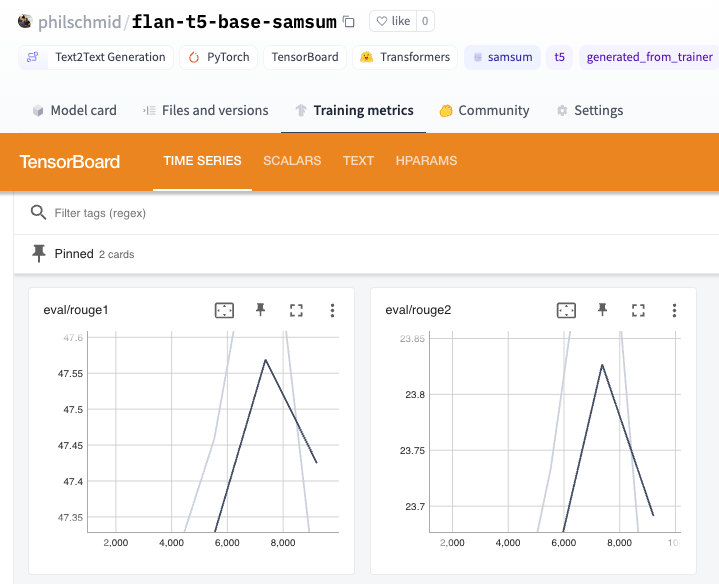 philschmid/flan-t5-base-samsum like 0
Text2Text Generation PyTorch TensorBoard Transformers samsum t5 generated_from_trainer
Model card Files and versions Training metrics Community Settings
TensorBoard TIME SERIES SCALARS TEXT HPARAMS
Filter tags (regex)
Pinned 2 cards
eval/rouge1
47.6
47.55
47.5
47.45
47.4
47.35
2,000 4,000 6,000 8,000
eval/rouge2
23.85
23.8
23.75
23.7
2,000 4,000 6,000 8,000 10